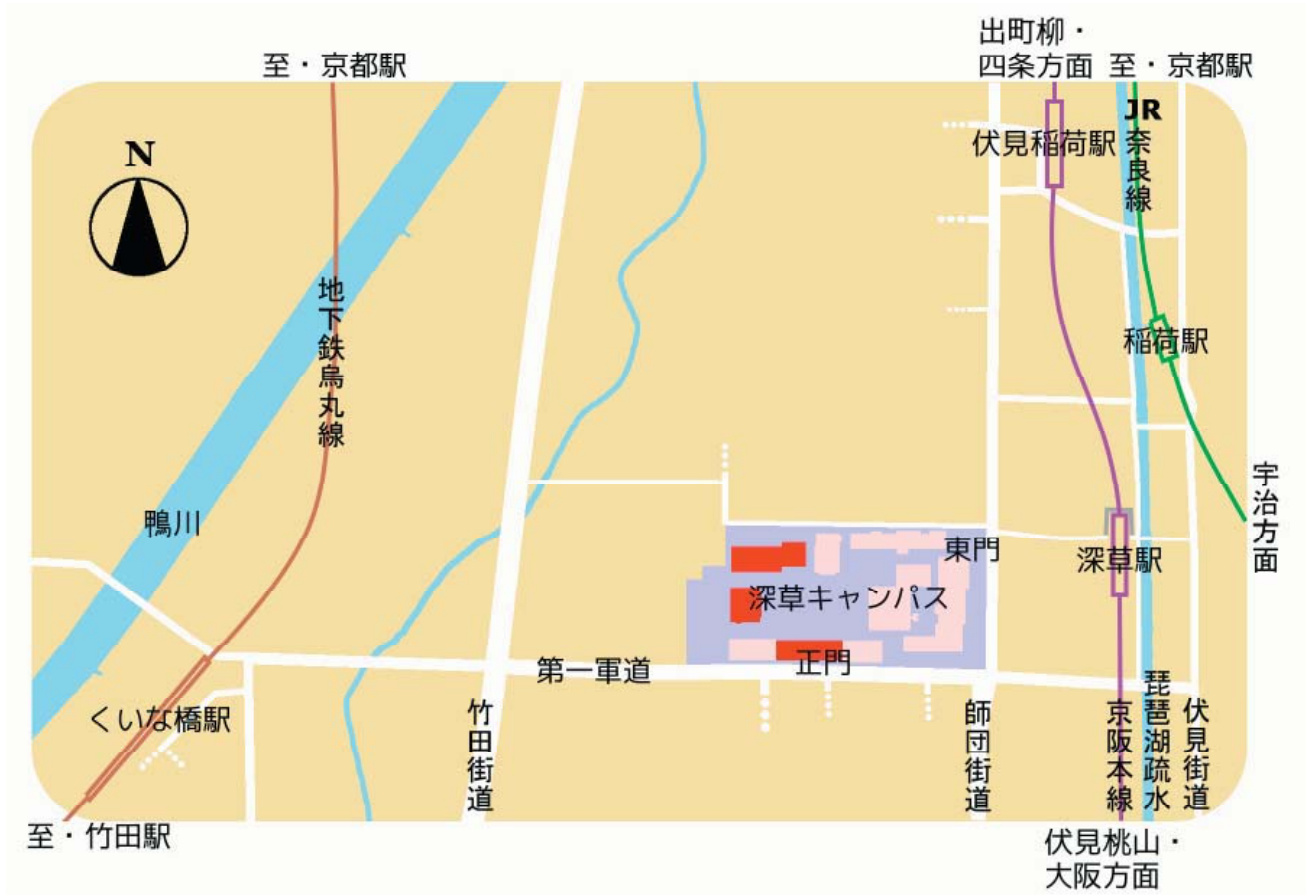 出町柳・
四条方面
至・京都駅
至・京都駅
N
JR
奈良線
伏見稲荷駅
地下鉄烏丸線
稲荷駅
鴨川
宇治方面
東門
深草駅
深草キャンパス
正門
第一軍道
くいな橋駅
竹田街道
師団街道
京阪本線
琵琶湖疏水
伏見街道
至・竹田駅
伏見桃山・
大阪方面